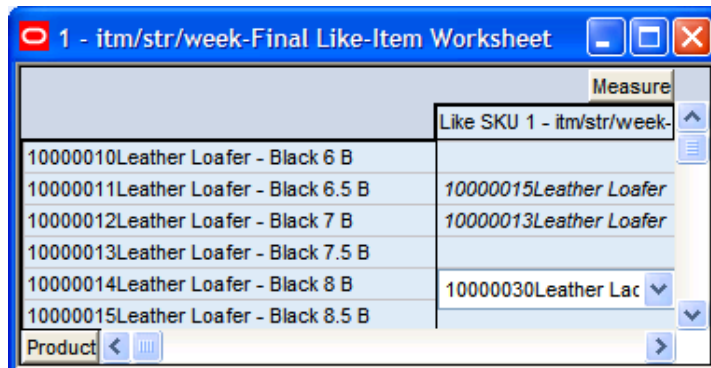 1 - itm/str/week-Final Like-Item Worksheet
Measure
Like SKU 1 - itm/str/week-
10000010Leather Loafer - Black 6 B
10000011Leather Loafer - Black 6.5 B 10000015Leather Loafer
10000012Leather Loafer - Black 7 B 10000013Leather Loafer
10000013Leather Loafer - Black 7.5 B
10000014Leather Loafer - Black 8 B 10000030Leather Lac
10000015Leather Loafer - Black 8.5 B
Product